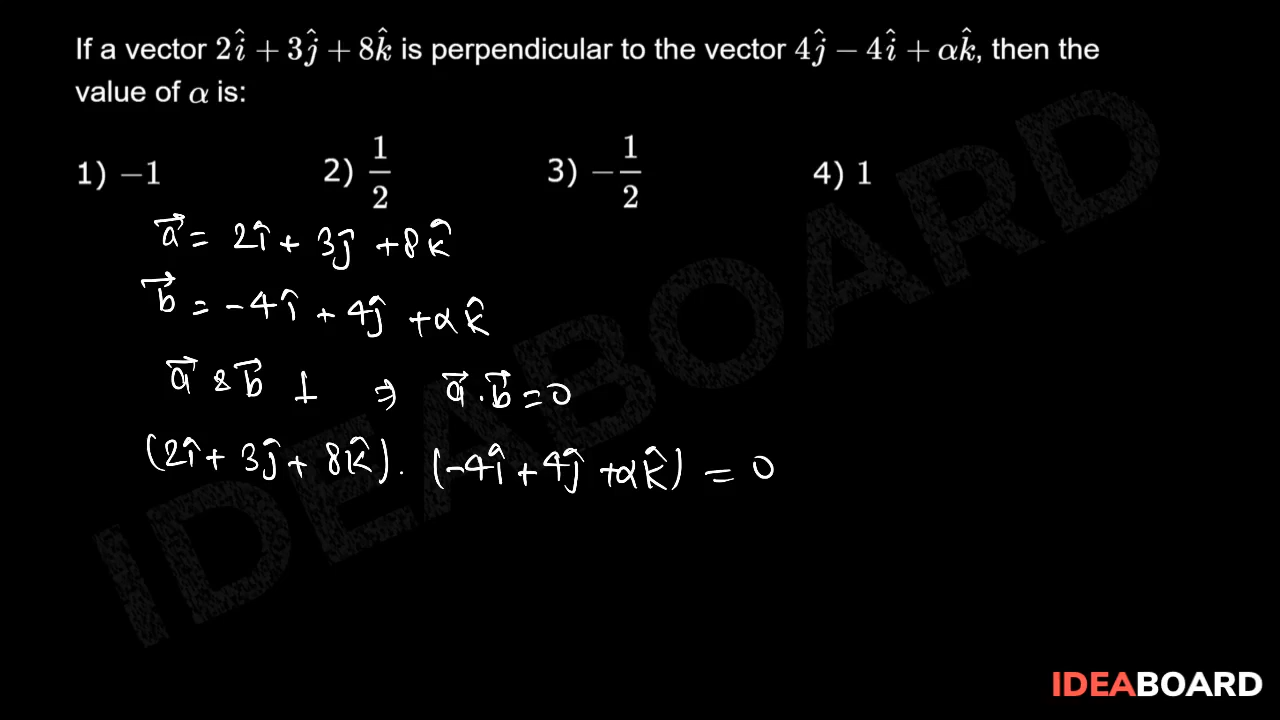 If a vector 2î + 3ĵ + 8k̂ is perpendicular to the vector 4ĵ − 4î + αk̂, then the
value of α is:
1) −1 2) 1/2 3) −1/2 4) 1
a⃗ = 2î + 3ĵ + 8k̂
b⃗ = -4î + 4ĵ + αk̂
a⃗ & b⃗ ⊥ ⇒ a⃗ . b⃗ = 0
(2î + 3ĵ + 8k̂) . (-4î + 4ĵ + αk̂) = 0
IDEABOARD
IDEABOARD